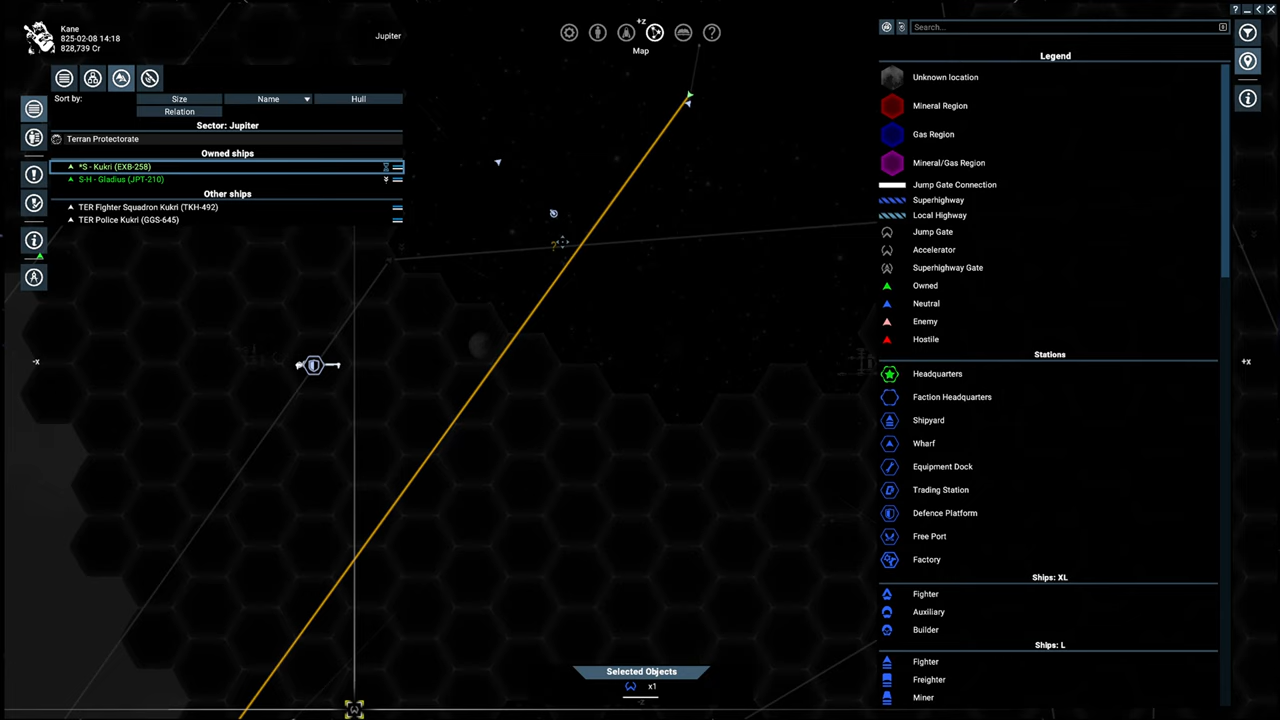 Kane
825-02-08 14:18
828,739 Cr
Jupiter
+z
Map
Sort by:
Size
Name
Hull
Relation
Sector: Jupiter
Terran Protectorate
Owned ships
*S - Kukri (EXB-258)
S-H - Gladius (JPT-210)
Other ships
TER Fighter Squadron Kukri (TKH-492)
TER Police Kukri (GGS-645)
-x
+x
Selected Objects
x1
-z
Search...
Legend
Unknown location
Mineral Region
Gas Region
Mineral/Gas Region
Jump Gate Connection
Superhighway
Local Highway
Jump Gate
Accelerator
Superhighway Gate
Owned
Neutral
Enemy
Hostile
Stations
Headquarters
Faction Headquarters
Shipyard
Wharf
Equipment Dock
Trading Station
Defence Platform
Free Port
Factory
Ships: XL
Fighter
Auxiliary
Builder
Ships: L
Fighter
Freighter
Miner